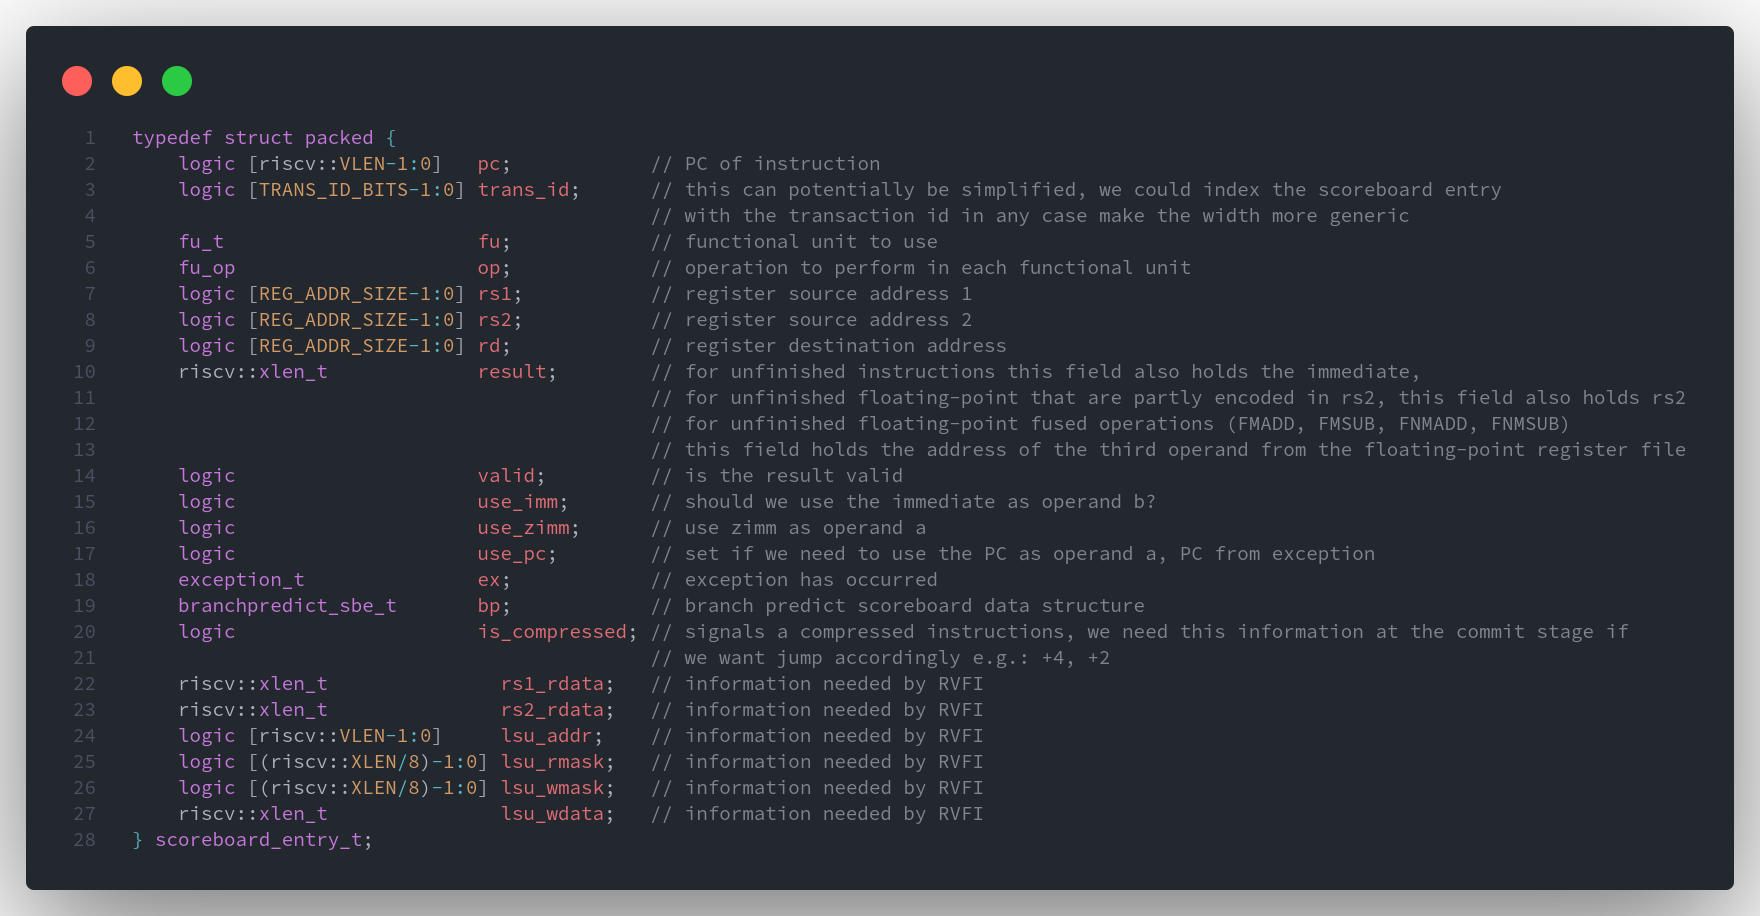 1 typedef struct packed {
2 logic [riscv::VLEN-1:0] pc; // PC of instruction
3 logic [TRANS_ID_BITS-1:0] trans_id; // this can potentially be simplified, we could index the scoreboard entry
4 // with the transaction id in any case make the width more generic
5 fu_t fu; // functional unit to use
6 fu_op op; // operation to perform in each functional unit
7 logic [REG_ADDR_SIZE-1:0] rs1; // register source address 1
8 logic [REG_ADDR_SIZE-1:0] rs2; // register source address 2
9 logic [REG_ADDR_SIZE-1:0] rd; // register destination address
10 riscv::xlen_t result; // for unfinished instructions this field also holds the immediate,
11 // for unfinished floating-point that are partly encoded in rs2, this field also holds rs2
12 // for unfinished floating-point fused operations (FMADD, FMSUB, FNMADD, FNMSUB)
13 // this field holds the address of the third operand from the floating-point register file
14 logic valid; // is the result valid
15 logic use_imm; // should we use the immediate as operand b?
16 logic use_zimm; // use zimm as operand a
17 logic use_pc; // set if we need to use the PC as operand a, PC from exception
18 exception_t ex; // exception has occurred
19 branchpredict_sbe_t bp; // branch predict scoreboard data structure
20 logic is_compressed; // signals a compressed instructions, we need this information at the commit stage if
21 // we want jump accordingly e.g.: +4, +2
22 riscv::xlen_t rs1_rdata; // information needed by RVFI
23 riscv::xlen_t rs2_rdata; // information needed by RVFI
24 logic [riscv::VLEN-1:0] lsu_addr; // information needed by RVFI
25 logic [(riscv::XLEN/8)-1:0] lsu_rmask; // information needed by RVFI
26 logic [(riscv::XLEN/8)-1:0] lsu_wmask; // information needed by RVFI
27 riscv::xlen_t lsu_wdata; // information needed by RVFI
28 } scoreboard_entry_t;